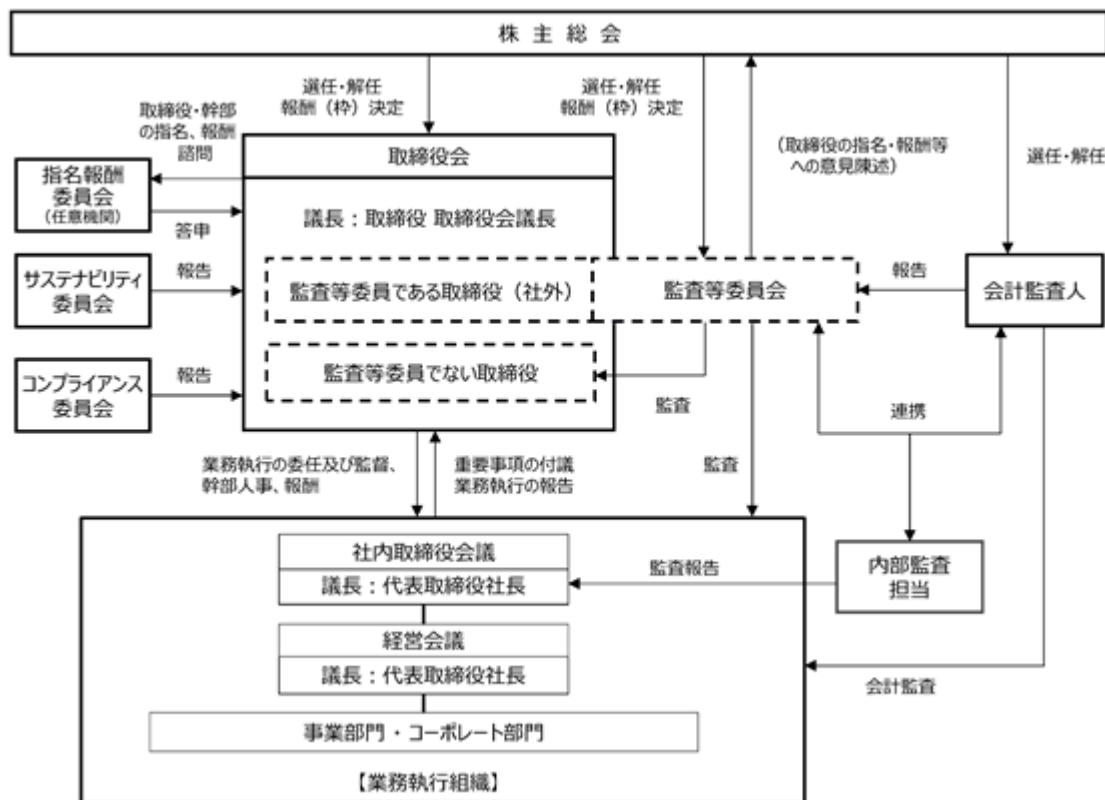 株 主 総 会
選任・解任
報酬（枠）決定
選任・解任
報酬（枠）決定
（取締役の指名・報酬等
への意見陳述）
選任・解任
取締役・幹部
の指名、報酬
諮問
指名報酬
委員会
（任意機関）
答申
取締役会
議長：取締役 取締役会議長
サステナビリティ
委員会
報告
監査等委員である取締役（社外）
監査等委員会
報告
会計監査人
コンプライアンス
委員会
報告
監査等委員でない取締役
監査
連携
業務執行の委任及び監督、
幹部人事、報酬
重要事項の付議
業務執行の報告
監査
社内取締役会議
議長：代表取締役社長
監査報告
内部監査
担当
経営会議
議長：代表取締役社長
会計監査
事業部門・コーポレート部門
【業務執行組織】